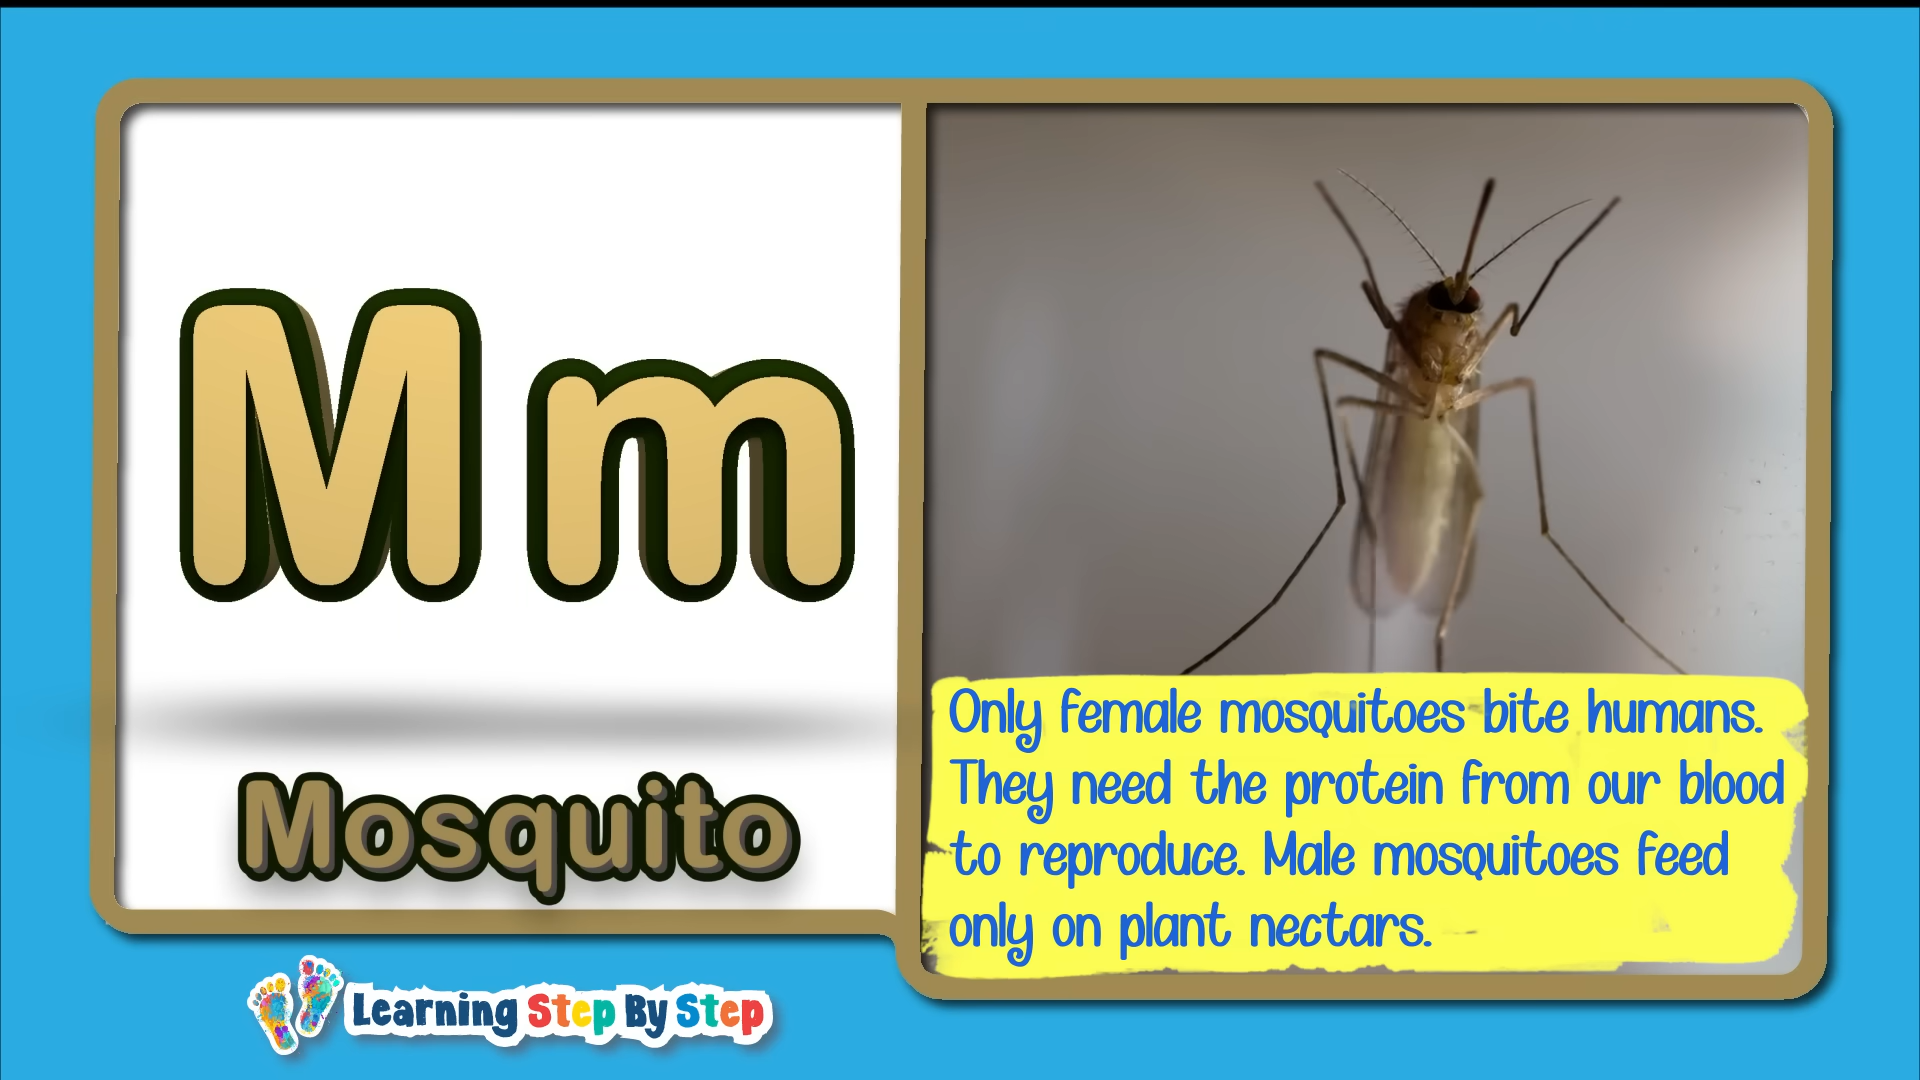 M m
Mosquito
Only female mosquitoes bite humans.
They need the protein from our blood
to reproduce. Male mosquitoes feed
only on plant nectars.
Learning Step By Step